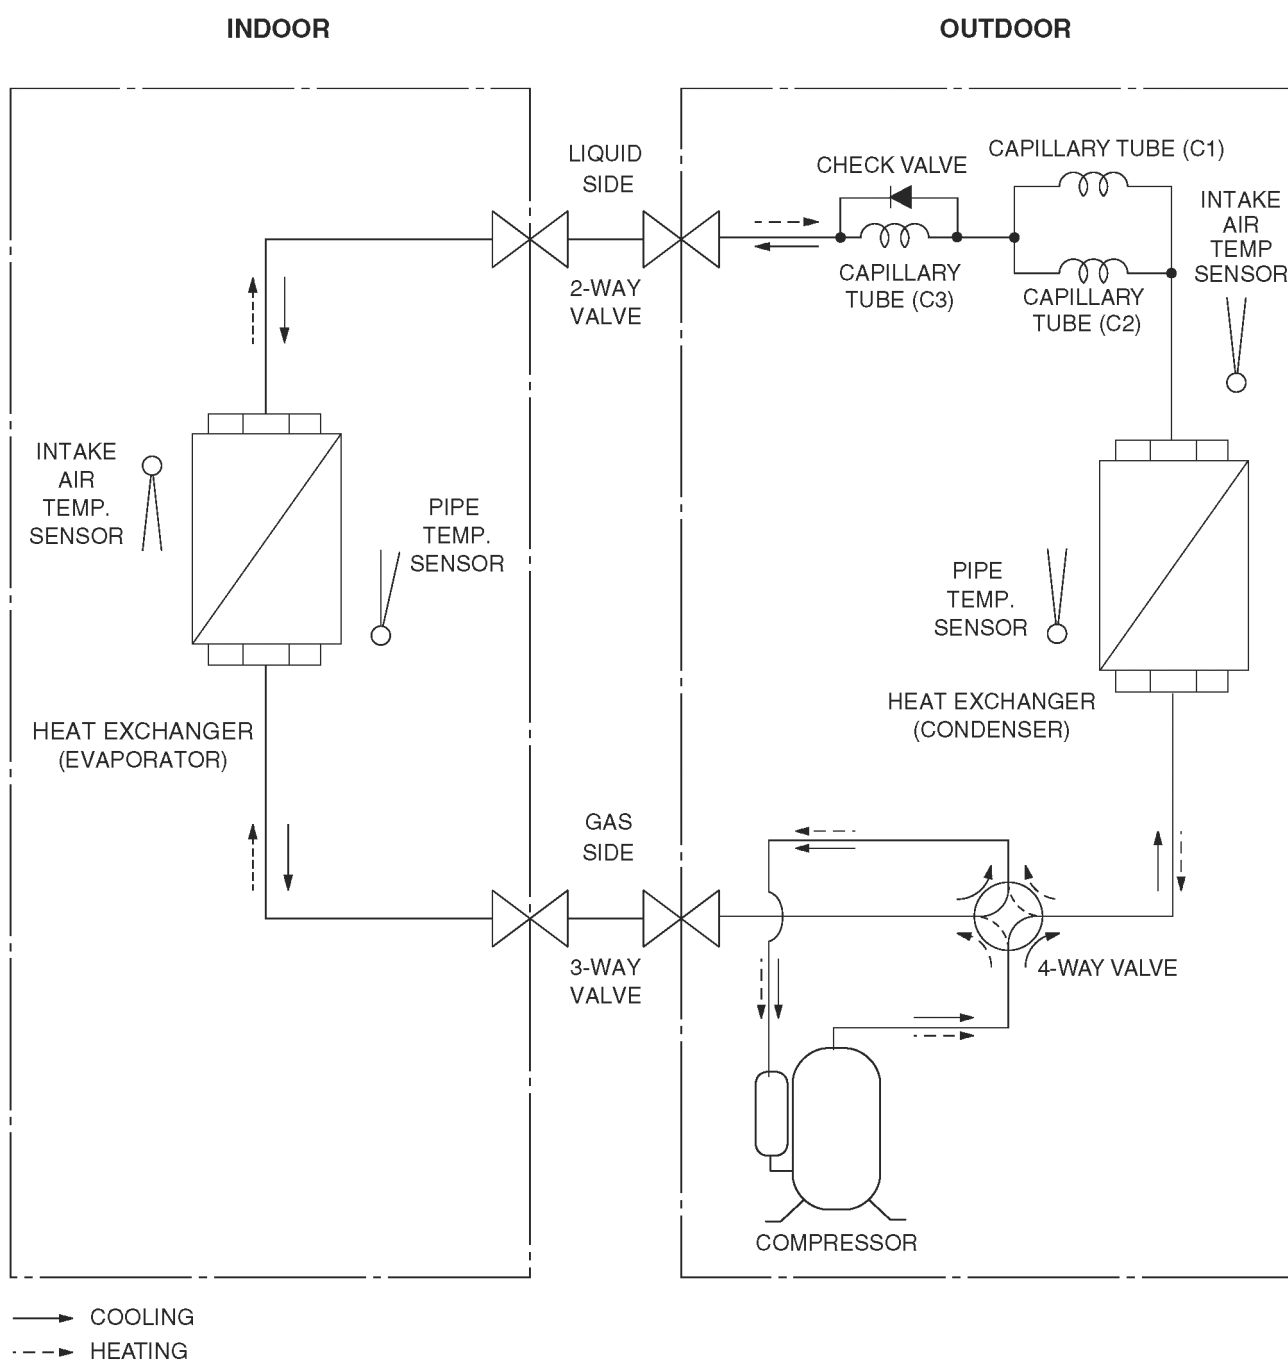 INDOOR
OUTDOOR
LIQUID
SIDE
2-WAY
VALVE
CHECK VALVE
CAPILLARY TUBE (C1)
CAPILLARY
TUBE (C3)
CAPILLARY
TUBE (C2)
INTAKE
AIR
TEMP
SENSOR
INTAKE
AIR
TEMP.
SENSOR
PIPE
TEMP.
SENSOR
PIPE
TEMP.
SENSOR
HEAT EXCHANGER
(EVAPORATOR)
HEAT EXCHANGER
(CONDENSER)
GAS
SIDE
3-WAY
VALVE
4-WAY VALVE
COMPRESSOR
COOLING
HEATING